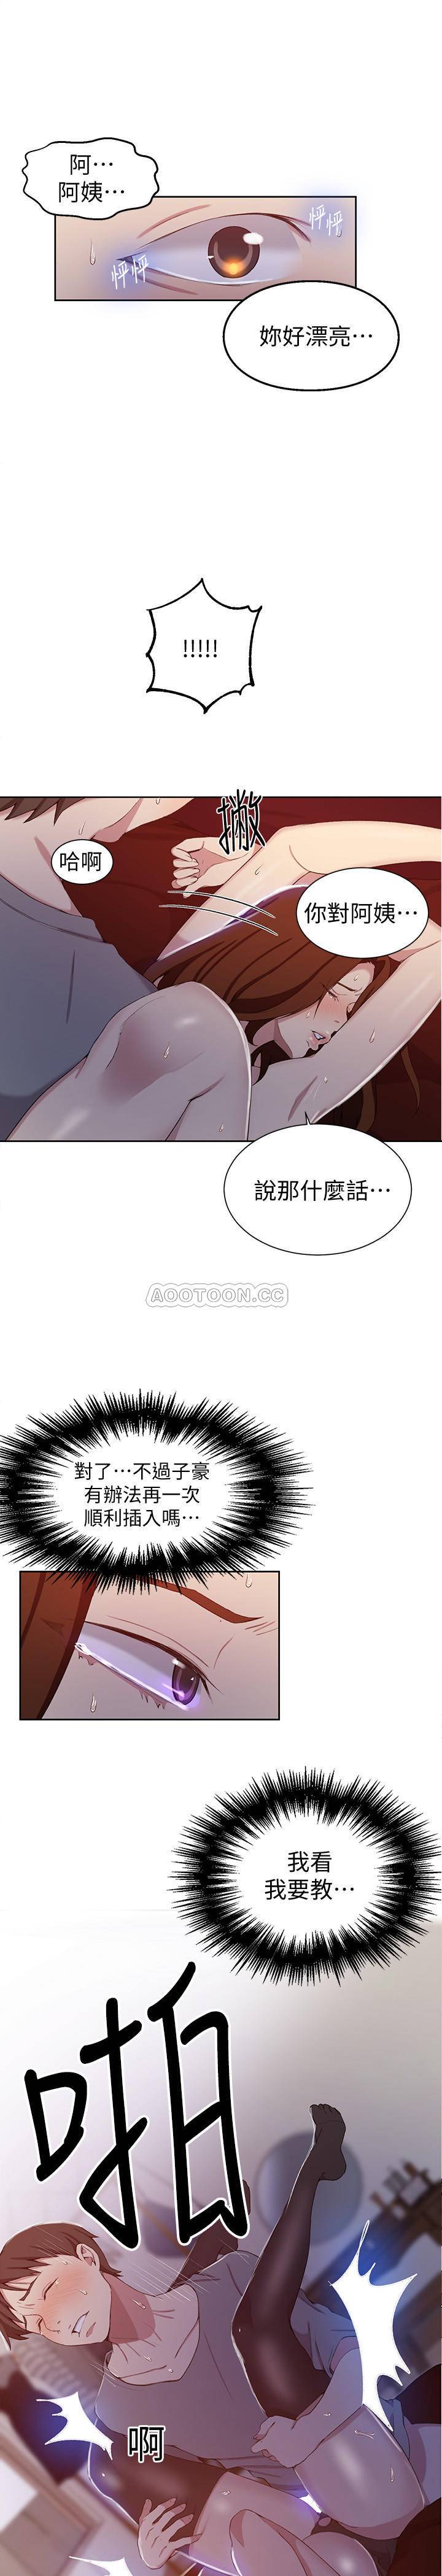 阿…
阿姨…
怦怦
怦怦
妳好漂亮…
!!!!!
撇
哈啊
你對阿姨…
說那什麼話…
AOOTOON.CC
對了…不過子豪
有辦法再一次
順利插入嗎…
我看
我要教…
啪
啊